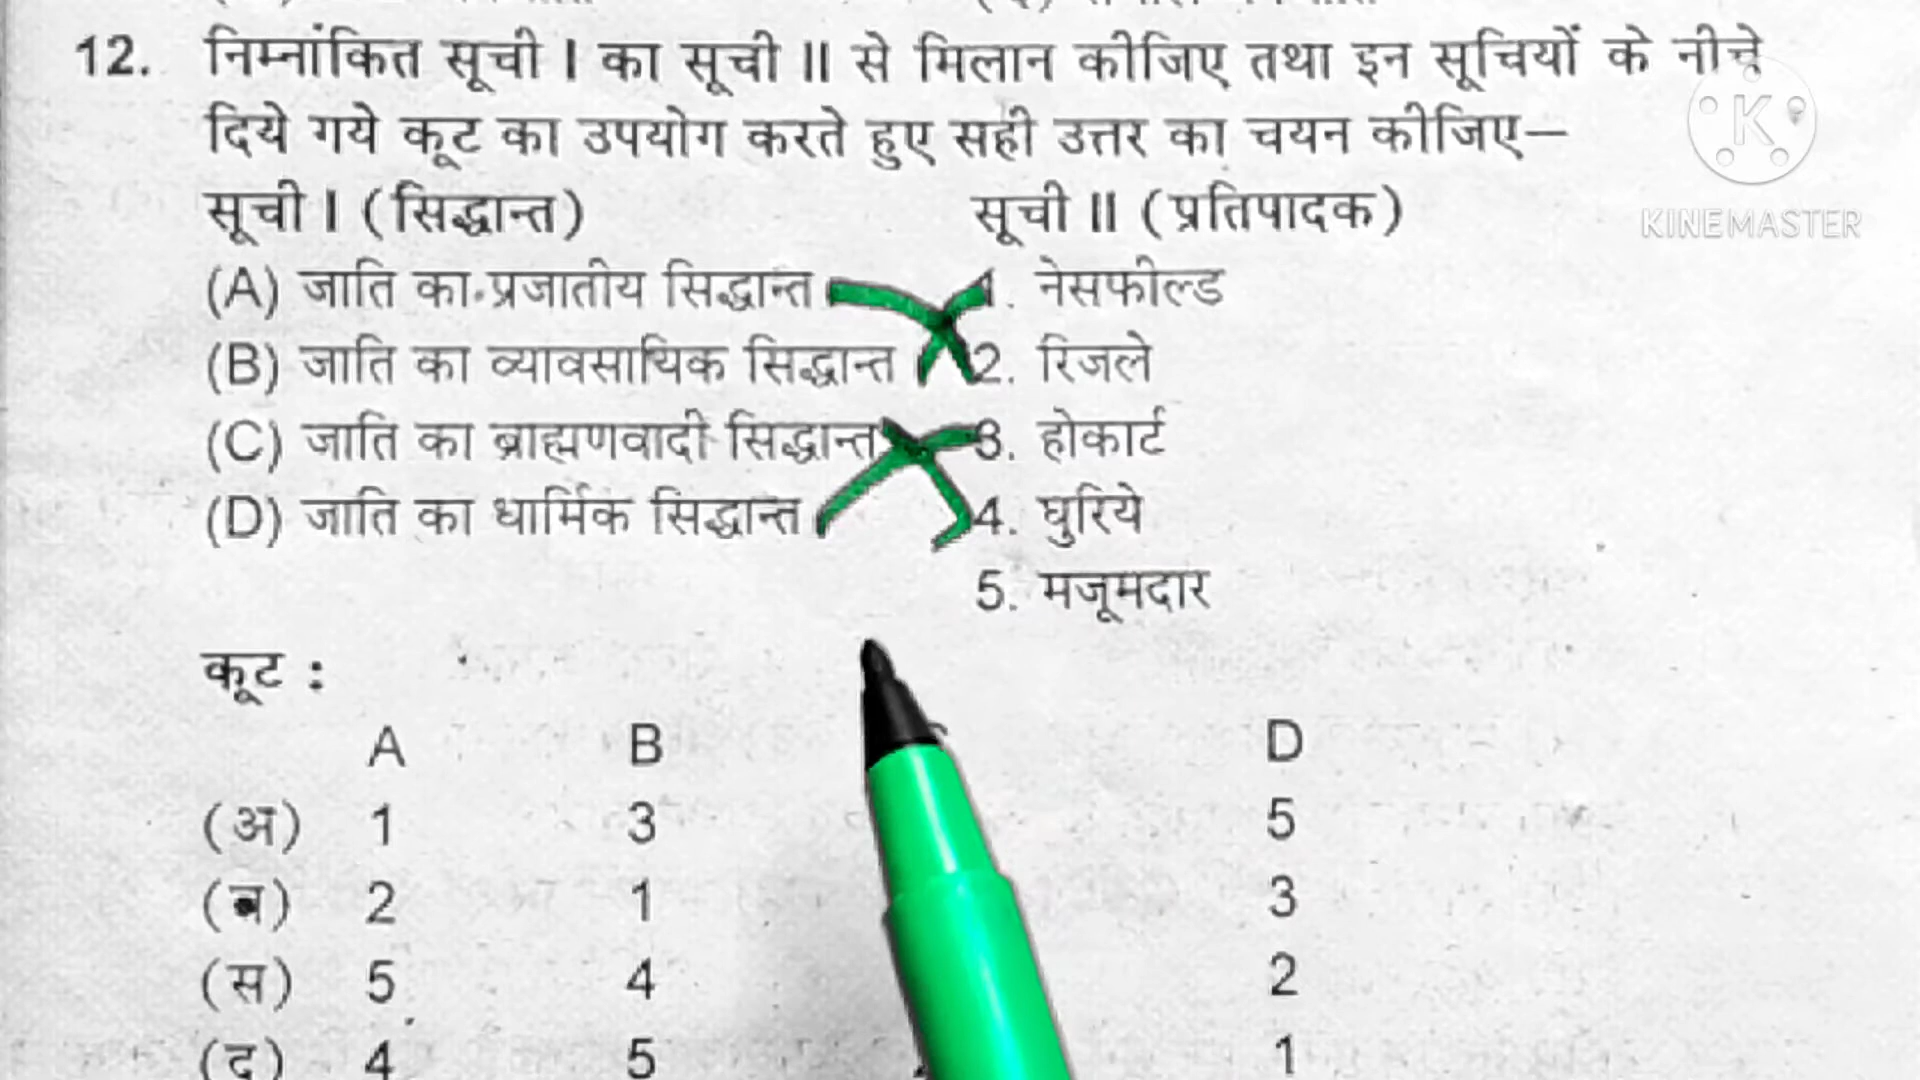 12. निम्नांकित सूची I का सूची II से मिलान कीजिए तथा इन सूचियों के नीचे
दिये गये कूट का उपयोग करते हुए सही उत्तर का चयन कीजिए—
सूची I (सिद्धान्त) सूची II (प्रतिपादक)
(A) जाति का प्रजातीय सिद्धान्त 1. नेसफील्ड
(B) जाति का व्यावसायिक सिद्धान्त 2. रिजले
(C) जाति का ब्राह्मणवादी सिद्धान्त 3. होकार्ट
(D) जाति का धार्मिक सिद्धान्त 4. घुरिये
5. मजूमदार
कूट :
A B D
(अ) 1 3 5
(ब) 2 1 3
(स) 5 4 2
(द) 4 5 1
K
KINEMASTER